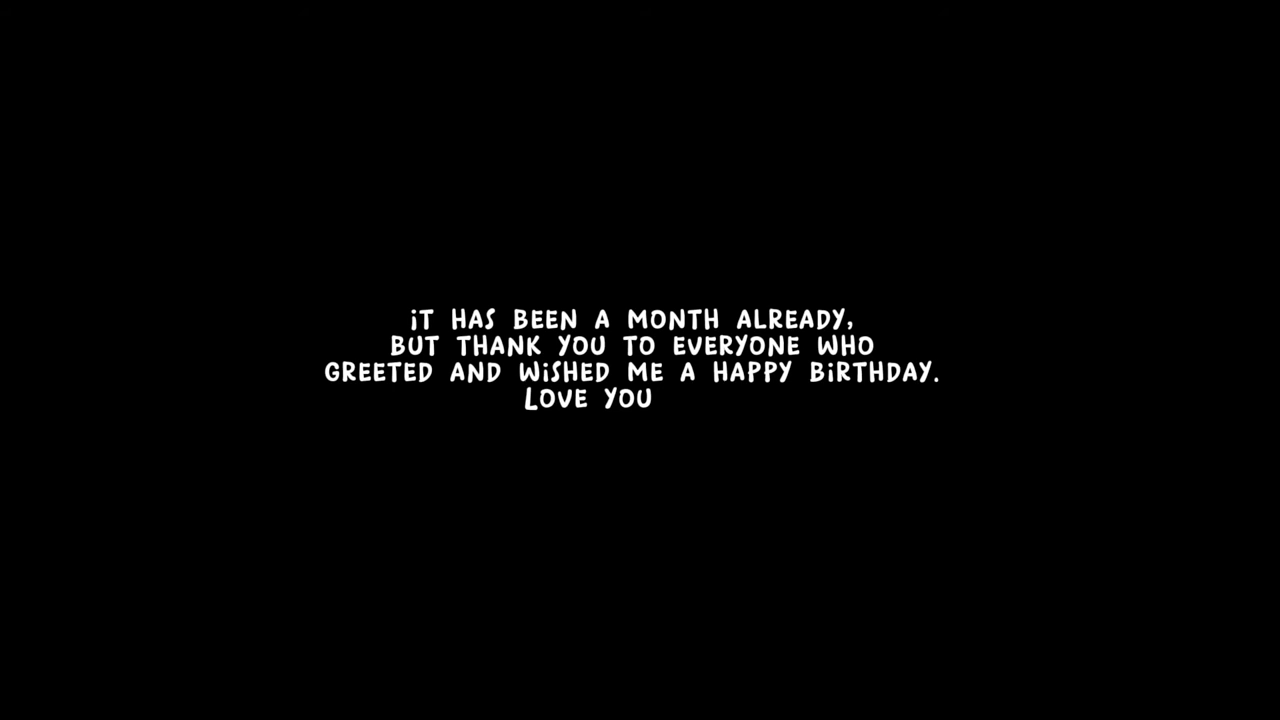 iT HAS BEEN A MONTH ALREADY,
BUT THANK YOU TO EVERYONE WHO
GREETED AND WiSHED ME A HAPPY BiRTHDAY.
LOVE YOU